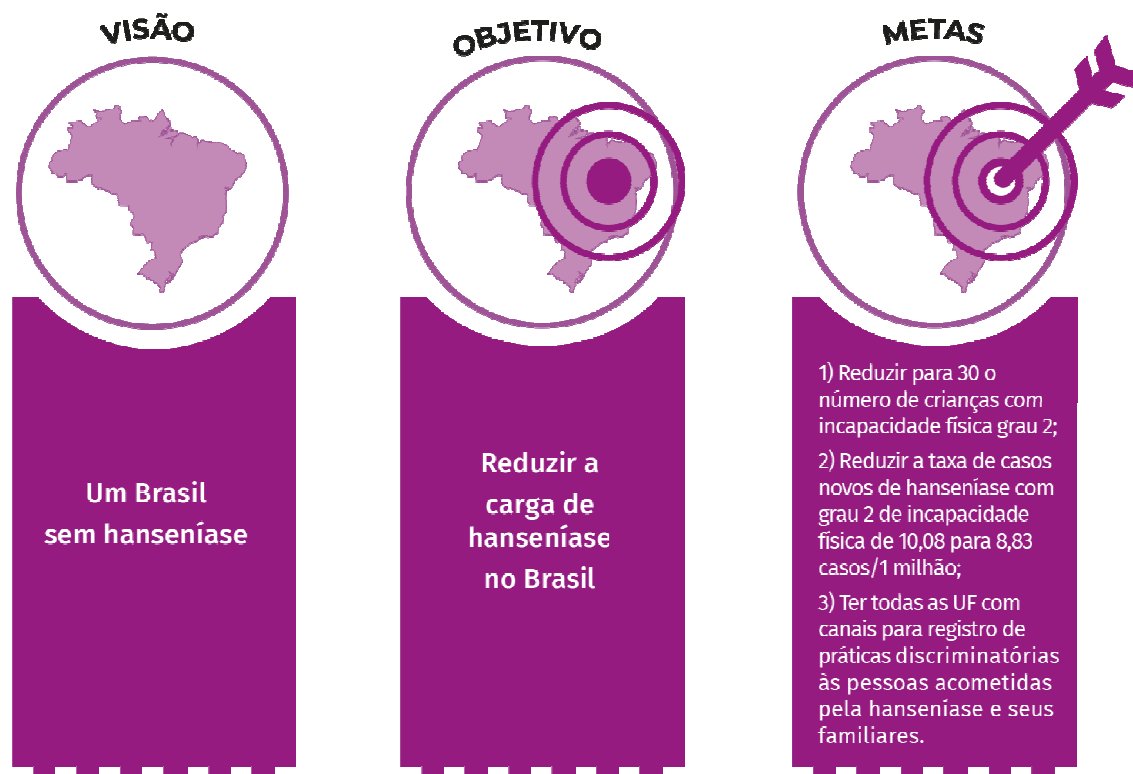 VISÃO
Um Brasil
sem hanseníase
OBJETIVO
Reduzir a
carga de
hanseníase
no Brasil
METAS
1) Reduzir para 30 o
número de crianças com
incapacidade física grau 2;
2) Reduzir a taxa de casos
novos de hanseníase com
grau 2 de incapacidade
física de 10,08 para 8,83
casos/1 milhão;
3) Ter todas as UF com
canais para registro de
práticas discriminatórias
às pessoas acometidas
pela hanseníase e seus
familiares.